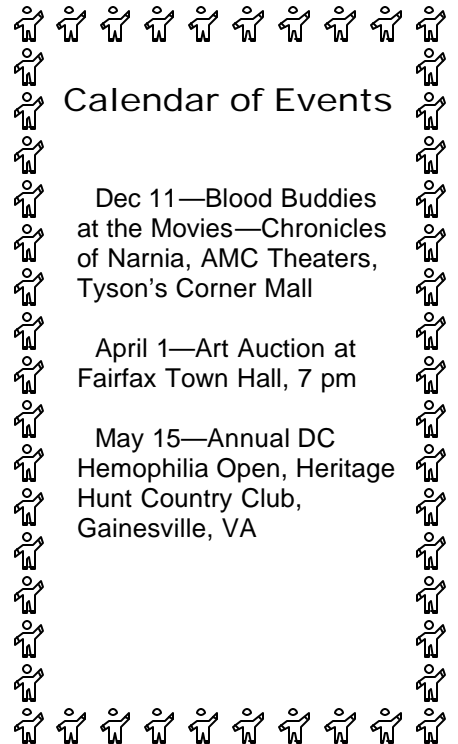 Calendar of Events
Dec 11—Blood Buddies
at the Movies—Chronicles
of Narnia, AMC Theaters,
Tyson's Corner Mall
April 1—Art Auction at
Fairfax Town Hall, 7 pm
May 15—Annual DC
Hemophilia Open, Heritage
Hunt Country Club,
Gainesville, VA